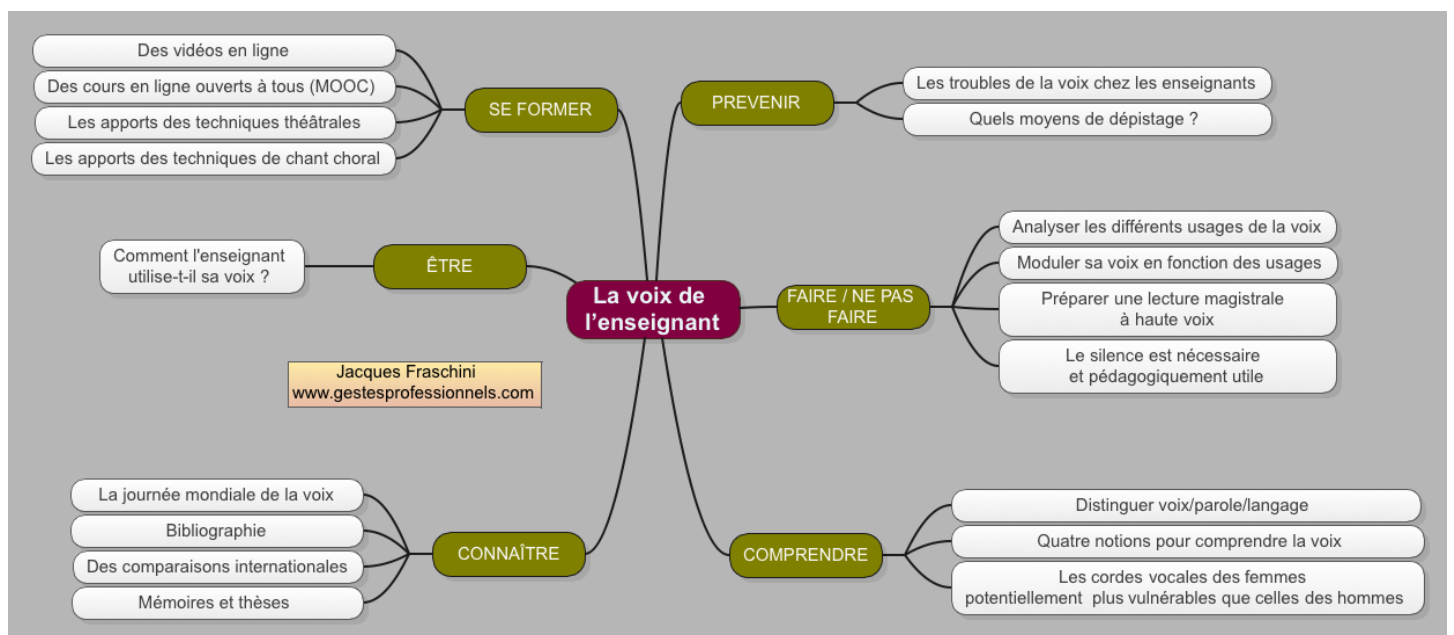 La voix de
l’enseignant
PREVENIR
Les troubles de la voix chez les enseignants
Quels moyens de dépistage ?
FAIRE / NE PAS
FAIRE
Analyser les différents usages de la voix
Moduler sa voix en fonction des usages
Préparer une lecture magistrale
à haute voix
Le silence est nécessaire
et pédagogiquement utile
COMPRENDRE
Distinguer voix/parole/langage
Quatre notions pour comprendre la voix
Les cordes vocales des femmes
potentiellement plus vulnérables que celles des hommes
CONNAÎTRE
La journée mondiale de la voix
Bibliographie
Des comparaisons internationales
Mémoires et thèses
ÊTRE
Comment l'enseignant
utilise-t-il sa voix ?
SE FORMER
Des vidéos en ligne
Des cours en ligne ouverts à tous (MOOC)
Les apports des techniques théâtrales
Les apports des techniques de chant choral
Jacques Fraschini
www.gestesprofessionnels.com